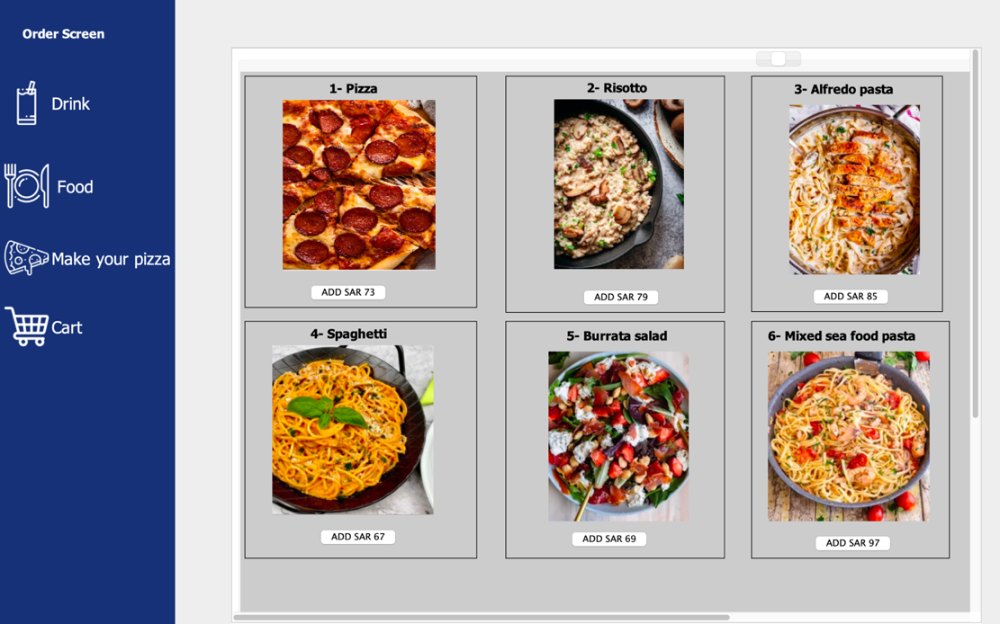 Order Screen
Drink
Food
Make your pizza
Cart
1- Pizza
2- Risotto
3- Alfredo pasta
ADD SAR 73
ADD SAR 79
ADD SAR 85
4- Spaghetti
5- Burrata salad
6- Mixed sea food pasta
ADD SAR 67
ADD SAR 69
ADD SAR 97